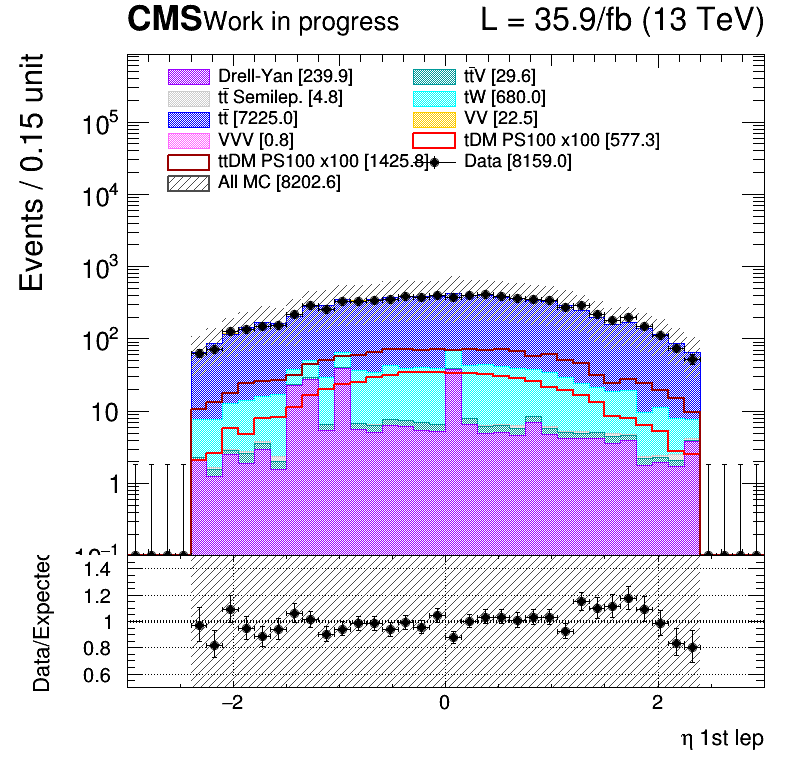 CMS Work in progress L = 35.9/fb (13 TeV)
Events / 0.15 unit
Drell-Yan [239.9] tt̄V [29.6]
tt̄ Semilep. [4.8] tW [680.0]
tt̄ [7225.0] VV [22.5]
VVV [0.8] tDM PS100 x100 [577.3]
ttDM PS100 x100 [1425.8] Data [8159.0]
All MC [8202.6]
10⁵
10⁴
10³
10²
10
1
10⁻¹
Data/Expected
1.4
1.2
1
0.8
0.6
−2 0 2
η 1st lep